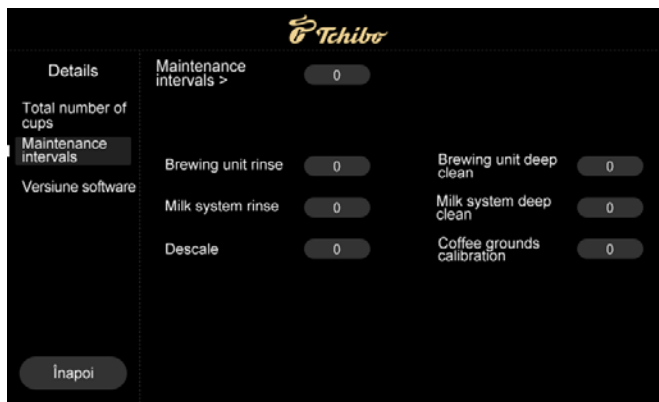 Tchibo
Details
Total number of
cups
Maintenance
intervals
Versiune software
Înapoi
Maintenance
intervals >
0
Brewing unit rinse
0
Brewing unit deep
clean
0
Milk system rinse
0
Milk system deep
clean
0
Descale
0
Coffee grounds
calibration
0